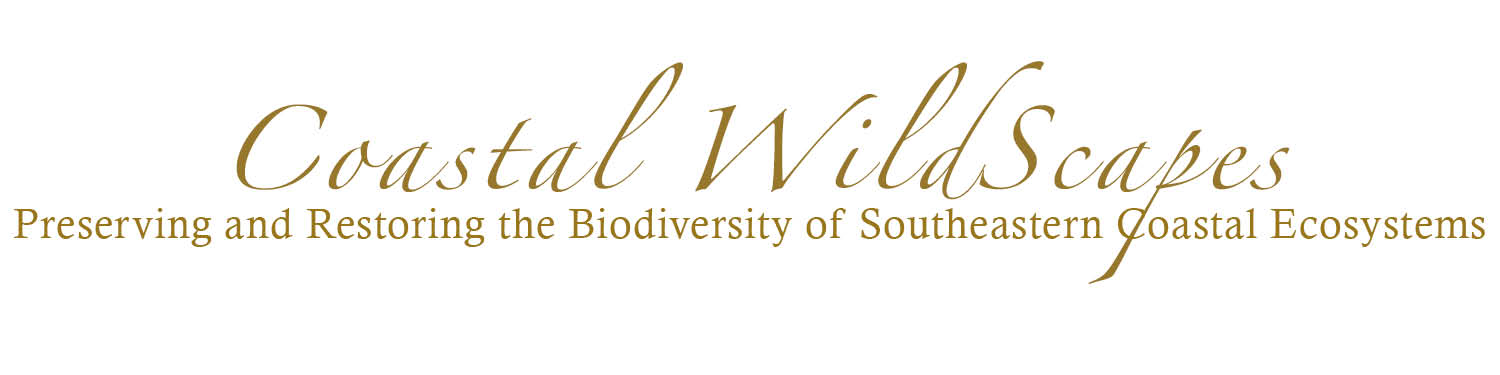 Coastal WildScapes
Preserving and Restoring the Biodiversity of Southeastern Coastal Ecosystems